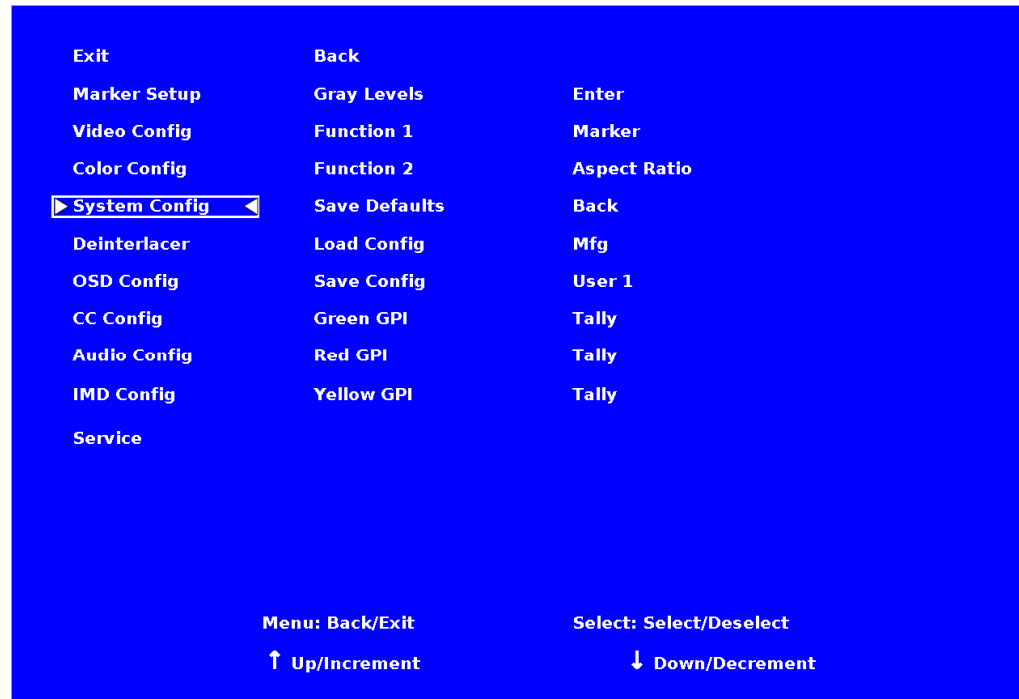 Exit Back
Marker Setup Gray Levels Enter
Video Config Function 1 Marker
Color Config Function 2 Aspect Ratio
System Config Save Defaults Back
Deinterlacer Load Config Mfg
OSD Config Save Config User 1
CC Config Green GPI Tally
Audio Config Red GPI Tally
IMD Config Yellow GPI Tally
Service
Menu: Back/Exit Select: Select/Deselect
↑ Up/Increment ↓ Down/Decrement